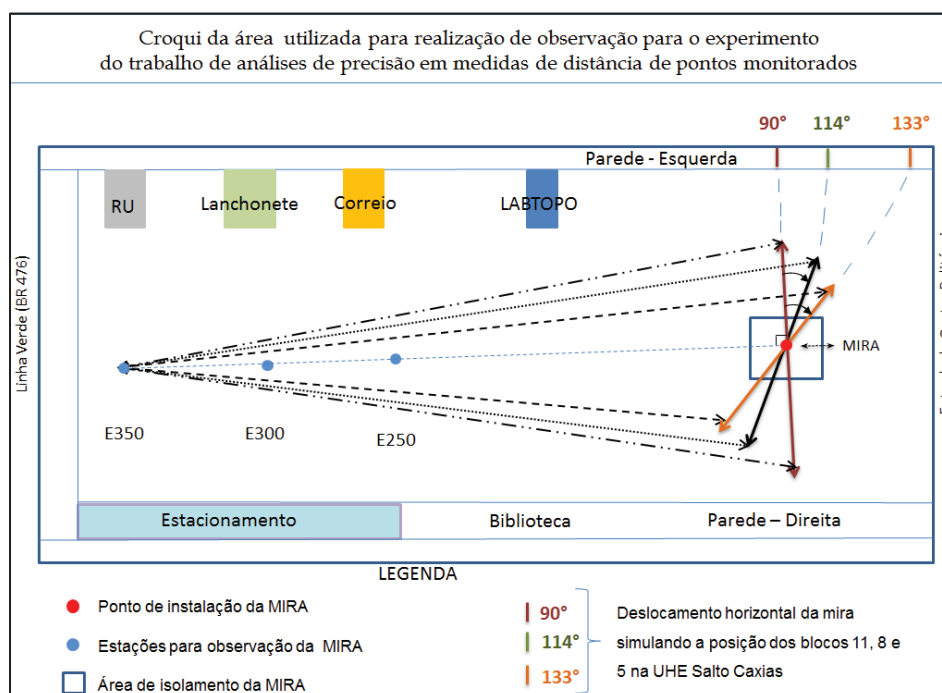 Croqui da área utilizada para realização de observação para o experimento
do trabalho de análises de precisão em medidas de distância de pontos monitorados
90° 114° 133°
Parede - Esquerda
RU Lanchonete Correio LABTOPO
Linha Verde (BR 476)
MIRA
E350 E300 E250
Estacionamento Biblioteca Parede – Direita
LEGENDA
Ponto de instalação da MIRA
Estações para observação da MIRA
Área de isolamento da MIRA
90°
114°
133°
Deslocamento horizontal da mira
simulando a posição dos blocos 11, 8 e
5 na UHE Salto Caxias